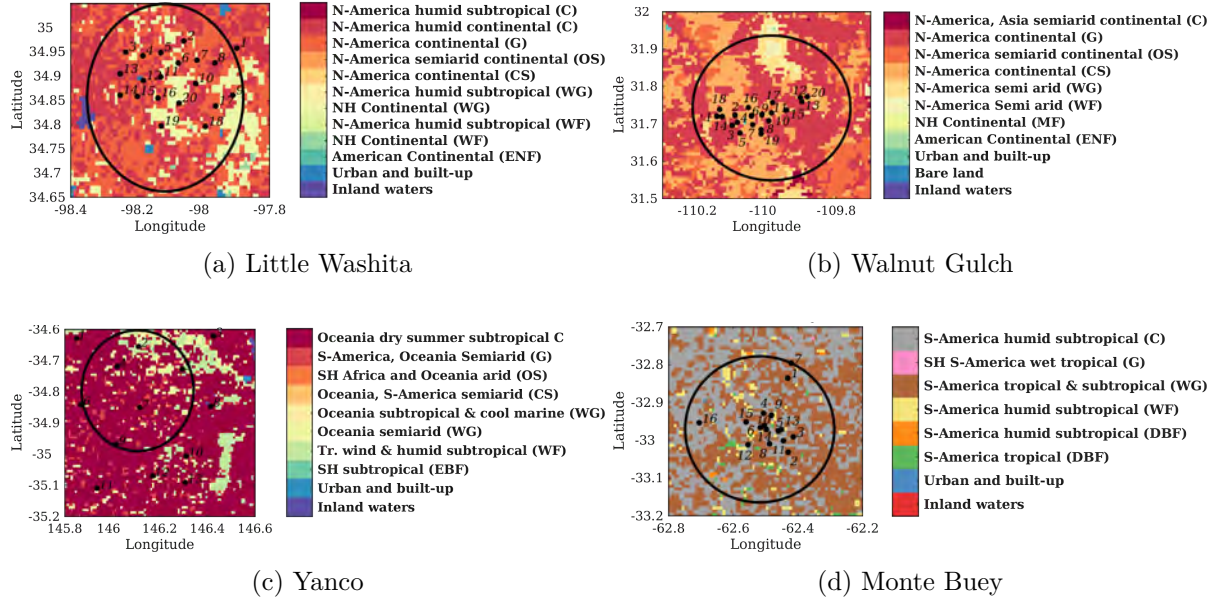 35
34.95
34.9
34.85
34.8
34.75
34.7
34.65
-98.4
-98.2
-98
-97.8
Latitude
Longitude
N-America humid subtropical (C)
N-America humid continental (C)
N-America continental (G)
N-America semiarid continental (OS)
N-America continental (CS)
N-America humid subtropical (WG)
NH Continental (WG)
N-America humid subtropical (WF)
NH Continental (WF)
American Continental (ENF)
Urban and built-up
Inland waters
(a) Little Washita
32
31.9
31.8
31.7
31.6
31.5
-110.2
-110
-109.8
Latitude
Longitude
N-America, Asia semiarid continental (C)
N-America continental (G)
N-America semiarid continental (OS)
N-America continental (CS)
N-America semi arid (WG)
N-America Semi arid (WF)
NH Continental (MF)
American Continental (ENF)
Urban and built-up
Bare land
Inland waters
(b) Walnut Gulch
-34.6
-34.7
-34.8
-34.9
-35
-35.1
-35.2
145.8
146
146.2
146.4
146.6
Latitude
Longitude
Oceania dry summer subtropical C
S-America, Oceania Semiarid (G)
SH Africa and Oceania arid (OS)
Oceania, S-America semiarid (CS)
Oceania subtropical & cool marine (WG)
Oceania semiarid (WG)
Tr. wind & humid subtropical (WF)
SH subtropical (EBF)
Urban and built-up
Inland waters
(c) Yanco
-32.7
-32.8
-32.9
-33
-33.1
-33.2
-62.8
-62.6
-62.4
-62.2
Latitude
Longitude
S-America humid subtropical (C)
SH S-America wet tropical (G)
S-America tropical & subtropical (WG)
S-America humid subtropical (WF)
S-America humid subtropical (DBF)
S-America tropical (DBF)
Urban and built-up
Inland waters
(d) Monte Buey